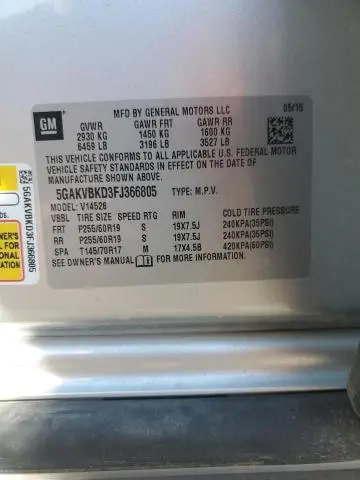 GM
MFD BY GENERAL MOTORS LLC 05/15
GVWR GAWR FRT GAWR RR
2930 KG 1450 KG 1600 KG
6459 LB 3196 LB 3527 LB
THIS VEHICLE CONFORMS TO ALL APPLICABLE U.S. FEDERAL MOTOR
VEHICLE SAFETY STANDARDS IN EFFECT ON THE DATE OF
MANUFACTURE SHOWN ABOVE.
5GAKVBKD3FJ366805 TYPE: M.P.V.
MODEL: V14526
VBBL TIRE SIZE SPEED RTG RIM COLD TIRE PRESSURE
FRT P255/60R19 S 19X7.5J 240KPA(35PSI)
RR P255/60R19 S 19X7.5J 240KPA(35PSI)
SPA T145/70R17 M 17X4.5B 420KPA(60PSI)
SEE OWNER'S MANUAL FOR MORE INFORMATION.
5GAKVBKD3FJ366805
lbs.
WNER'S
L FOR
ONAL